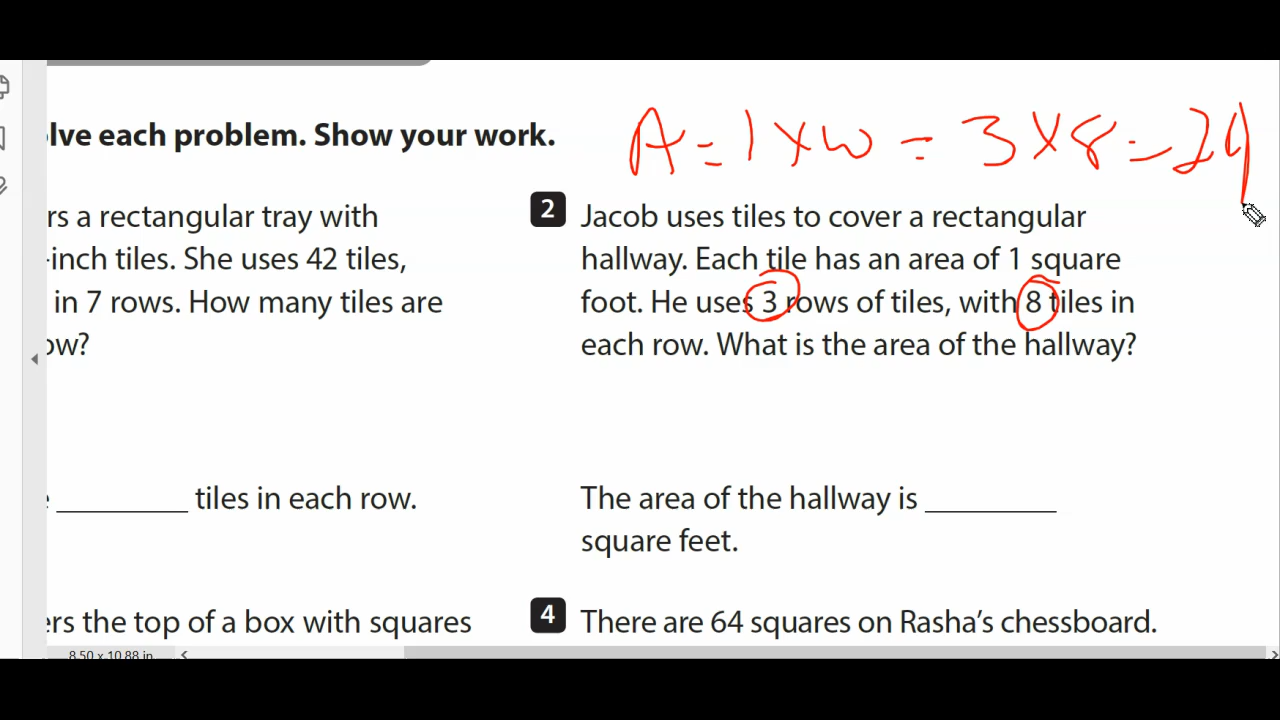 olve each problem. Show your work.
A = l x w = 3 x 8 = 24
rs a rectangular tray with
-inch tiles. She uses 42 tiles,
in 7 rows. How many tiles are
ow?
e ________ tiles in each row.
ers the top of a box with squares
2 Jacob uses tiles to cover a rectangular
hallway. Each tile has an area of 1 square
foot. He uses 3 rows of tiles, with 8 tiles in
each row. What is the area of the hallway?
The area of the hallway is ________
square feet.
4 There are 64 squares on Rasha's chessboard.
8.50 x 10.88 in